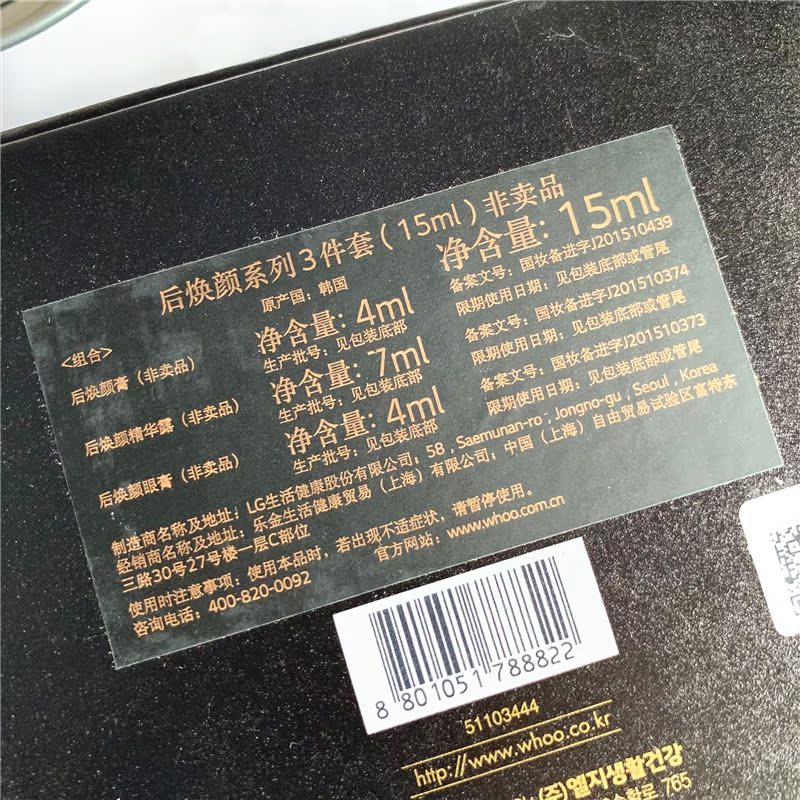 后焕颜系列3件套(15ml)非卖品
原产国:韩国
净含量: 15ml
<组合>
后焕颜膏(非卖品)
净含量: 4ml
生产批号:见包装底部
备案文号:国妆备进字J201510439
限期使用日期:见包装底部或管尾
后焕颜精华露(非卖品)
净含量: 7ml
生产批号:见包装底部
备案文号:国妆备进字J201510374
限期使用日期:见包装底部或管尾
后焕颜眼膏(非卖品)
净含量: 4ml
生产批号:见包装底部
备案文号:国妆备进字J201510373
限期使用日期:见包装底部或管尾
制造商名称及地址:LG生活健康股份有限公司;58, Saemunan-ro, Jongno-gu, Seoul, Korea
经销商名称及地址:乐金生活健康贸易(上海)有限公司;中国(上海)自由贸易试验区富特东
三路30号27号楼一层C部位
使用时注意事项:使用本品时,若出现不适症状,请暂停使用。
咨询电话:400-820-0092
官方网站:www.whoo.com.cn
8 801051 788822
51103444
http://www.whoo.co.kr
(주)엘지생활건강
765